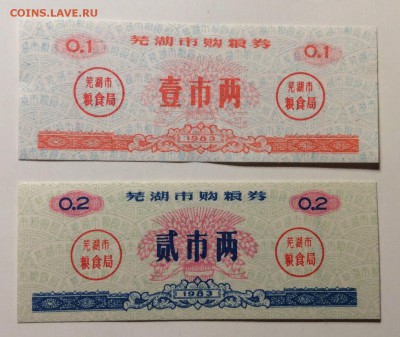 COINS.LAVE.RU
芜湖市购粮券
0.1 0.1
芜湖市
粮食局
壹市两
芜湖市
粮食局
1983
芜湖市购粮券
0.2 0.2
芜湖市
粮食局
贰市两
芜湖市
粮食局
1983